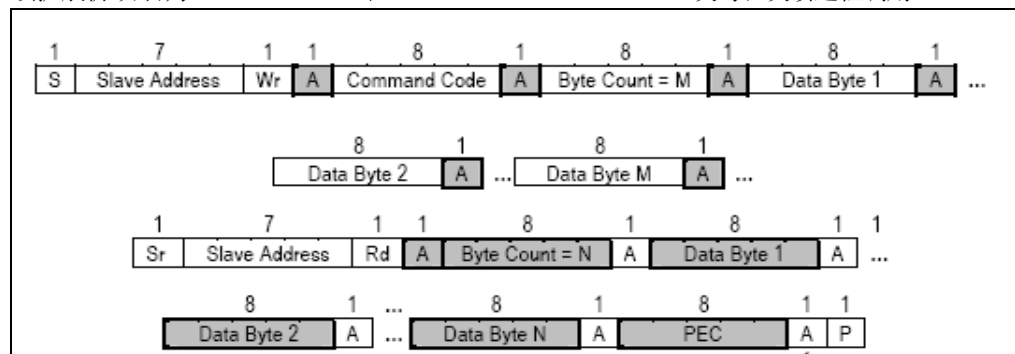 1 7 1 1 8 1 8 1 8 1
S Slave Address Wr A Command Code A Byte Count = M A Data Byte 1 A ...
8 1 8 1
Data Byte 2 A ... Data Byte M A ...
1 7 1 1 8 1 8 1 1
Sr Slave Address Rd A Byte Count = N A Data Byte 1 A ...
8 1 ... 8 1 8 1 1
Data Byte 2 A ... Data Byte N A PEC A P